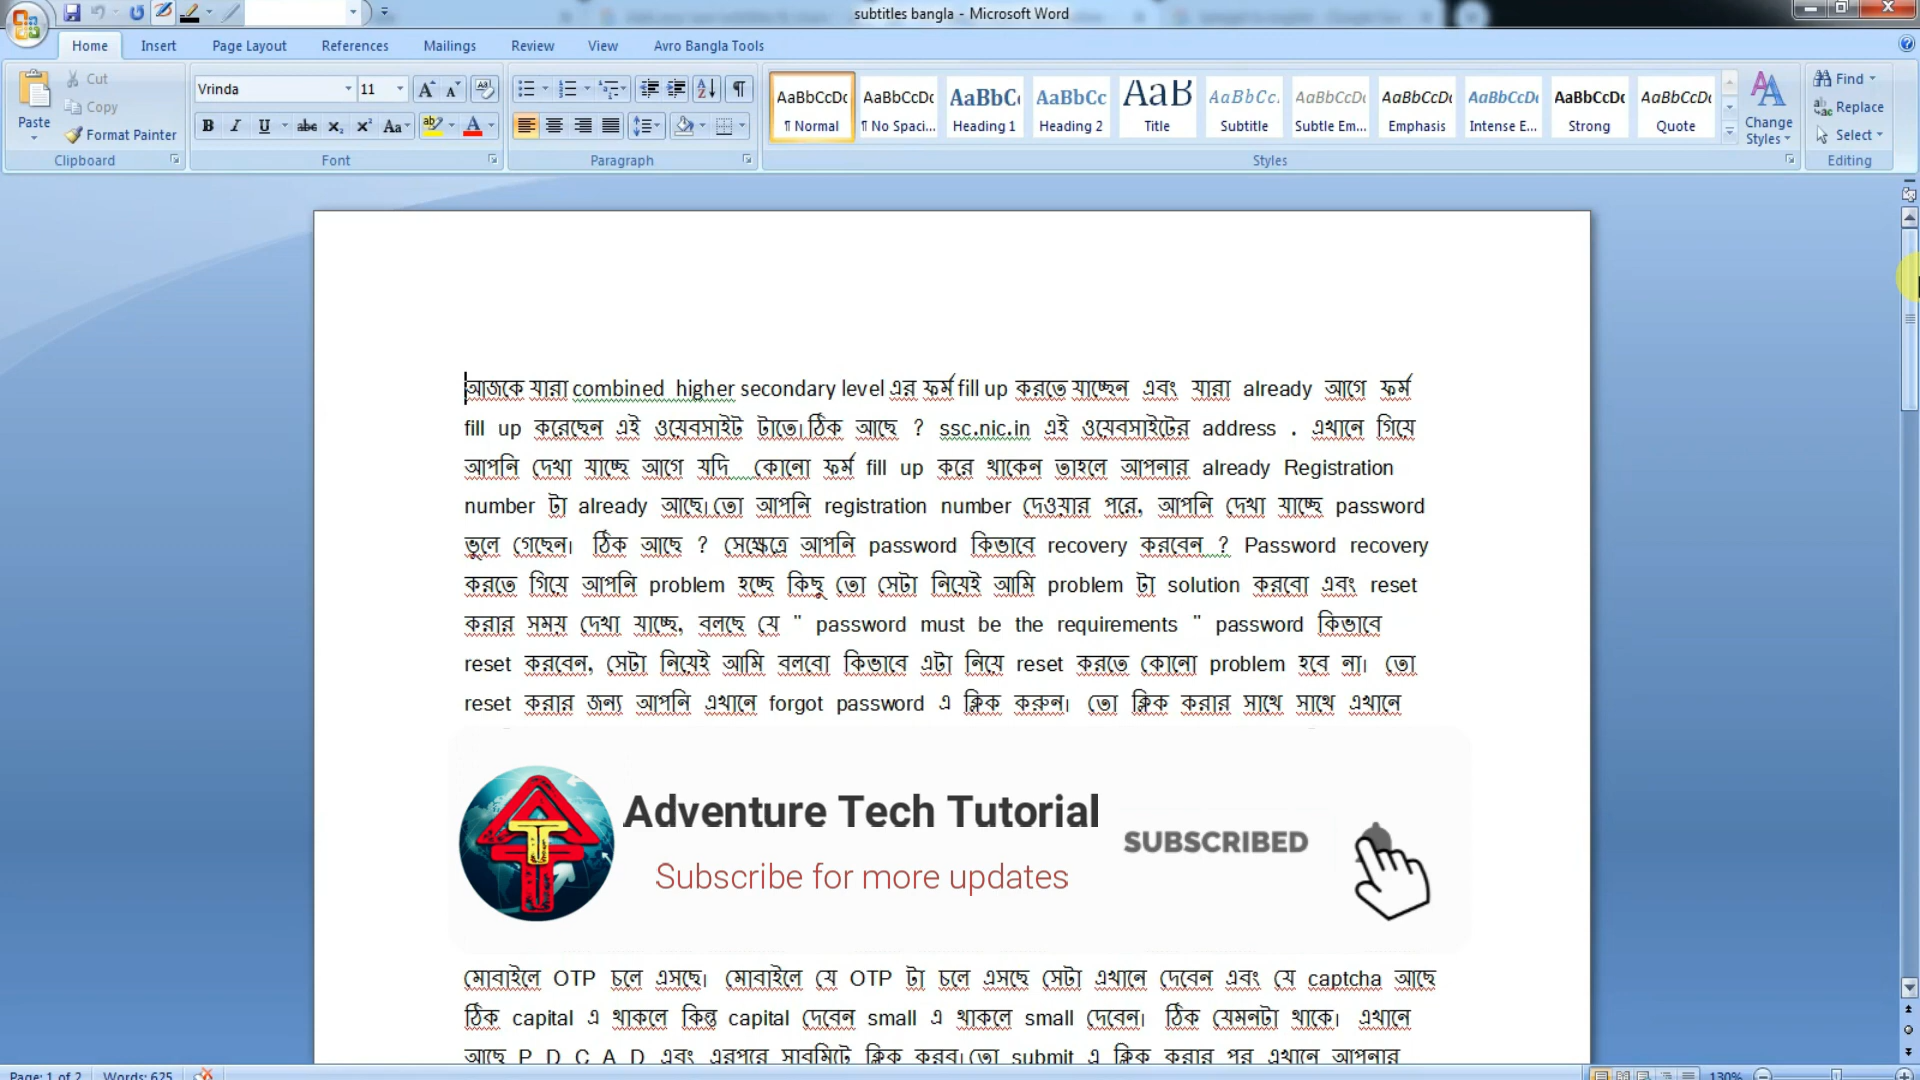 subtitles bangla - Microsoft Word
Home Insert Page Layout References Mailings Review View Avro Bangla Tools
Paste Cut Copy Format Painter Clipboard
Vrinda 11 Font
Paragraph
AaBbCcDc AaBbCcDc AaBbC AaBbCc AaB AaBbCc. AaBbCcDc AaBbCcDc AaBbCcDc AaBbCcDc AaBbCcDc
¶ Normal ¶ No Spaci... Heading 1 Heading 2 Title Subtitle Subtle Em... Emphasis Intense E... Strong Quote
Change Styles Styles
Find Replace Select Editing
আজকে যারা combined higher secondary level এর ফর্ম fill up করতে যাচ্ছেন এবং যারা already আগে ফর্ম
fill up করেছেন এই ওয়েবসাইট টাতে। ঠিক আছে ? ssc.nic.in এই ওয়েবসাইটের address . এখানে গিয়ে
আপনি দেখা যাচ্ছে আগে যদি কোনো ফর্ম fill up করে থাকেন তাহলে আপনার already Registration
number টা already আছে। তো আপনি registration number দেওয়ার পরে, আপনি দেখা যাচ্ছে password
ভুলে গেছেন। ঠিক আছে ? সেক্ষেত্রে আপনি password কিভাবে recovery করবেন ? Password recovery
করতে গিয়ে আপনি problem হচ্ছে কিছু তো সেটা নিয়েই আমি problem টা solution করবো এবং reset
করার সময় দেখা যাচ্ছে, বলছে যে " password must be the requirements " password কিভাবে
reset করবেন, সেটা নিয়েই আমি বলবো কিভাবে এটা নিয়ে reset করতে কোনো problem হবে না। তো
reset করার জন্য আপনি এখানে forgot password এ ক্লিক করুন। তো ক্লিক করার সাথে সাথে এখানে
Adventure Tech Tutorial
SUBSCRIBED
Subscribe for more updates
মোবাইলে OTP চলে এসছে। মোবাইলে যে OTP টা চলে এসছে সেটা এখানে দেবেন এবং যে captcha আছে
ঠিক capital এ থাকলে কিন্তু capital দেবেন small এ থাকলে small দেবেন। ঠিক যেমনটা থাকে। এখানে
আছে P D C A D এবং এরপরে সাবমিটে ক্লিক করব। তো submit এ ক্লিক করার পর এখানে আপনার
Page: 1 of 2 Words: 625 130%